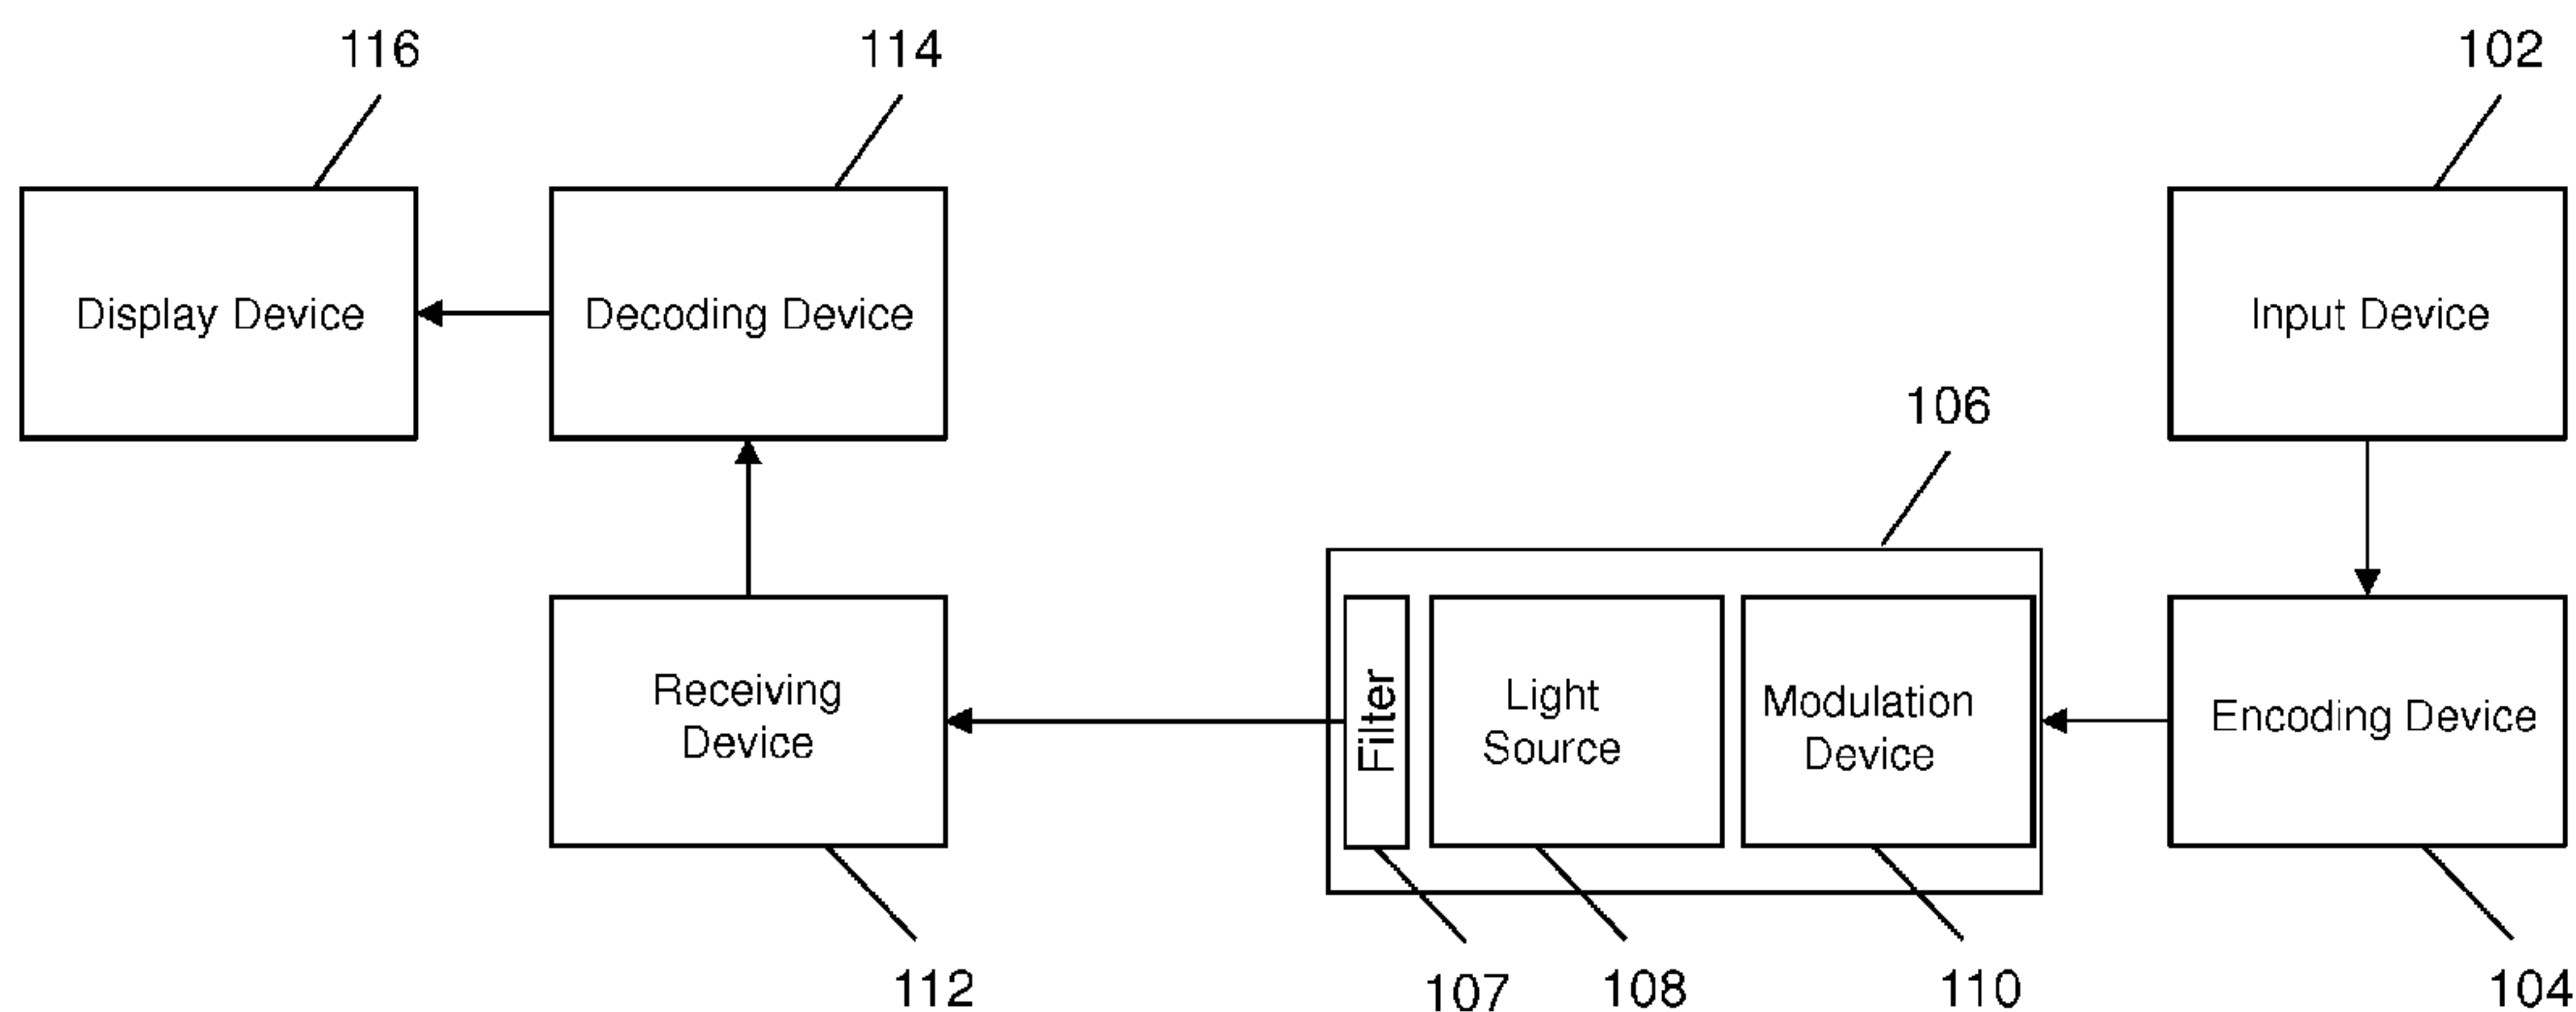 116
114
102
Display Device
Decoding Device
Input Device
106
Receiving
Device
Filter
Light
Source
Modulation
Device
Encoding Device
112
107
108
110
104